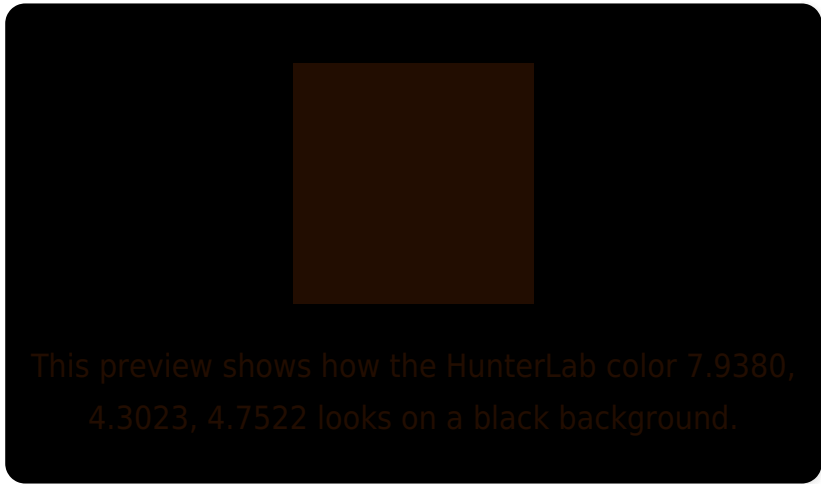 This preview shows how the HunterLab color 7.9380,
4.3023, 4.7522 looks on a black background.